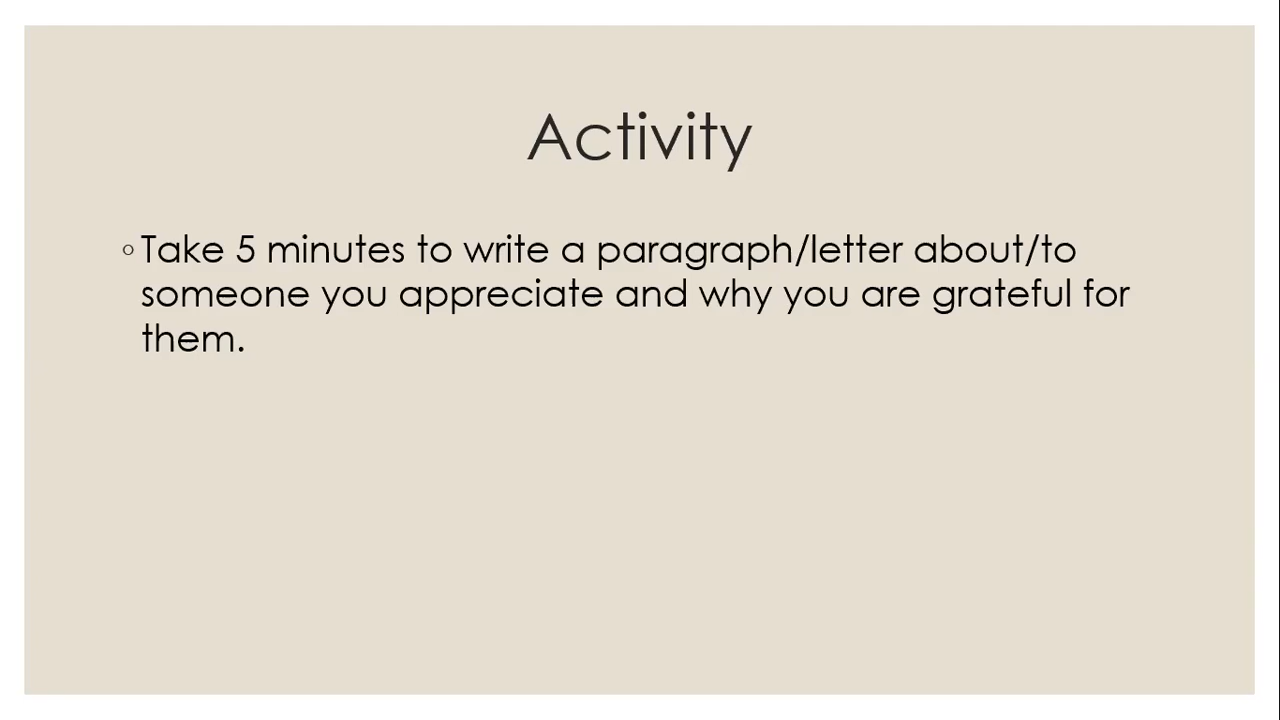 Activity
◦Take 5 minutes to write a paragraph/letter about/to
someone you appreciate and why you are grateful for
them.